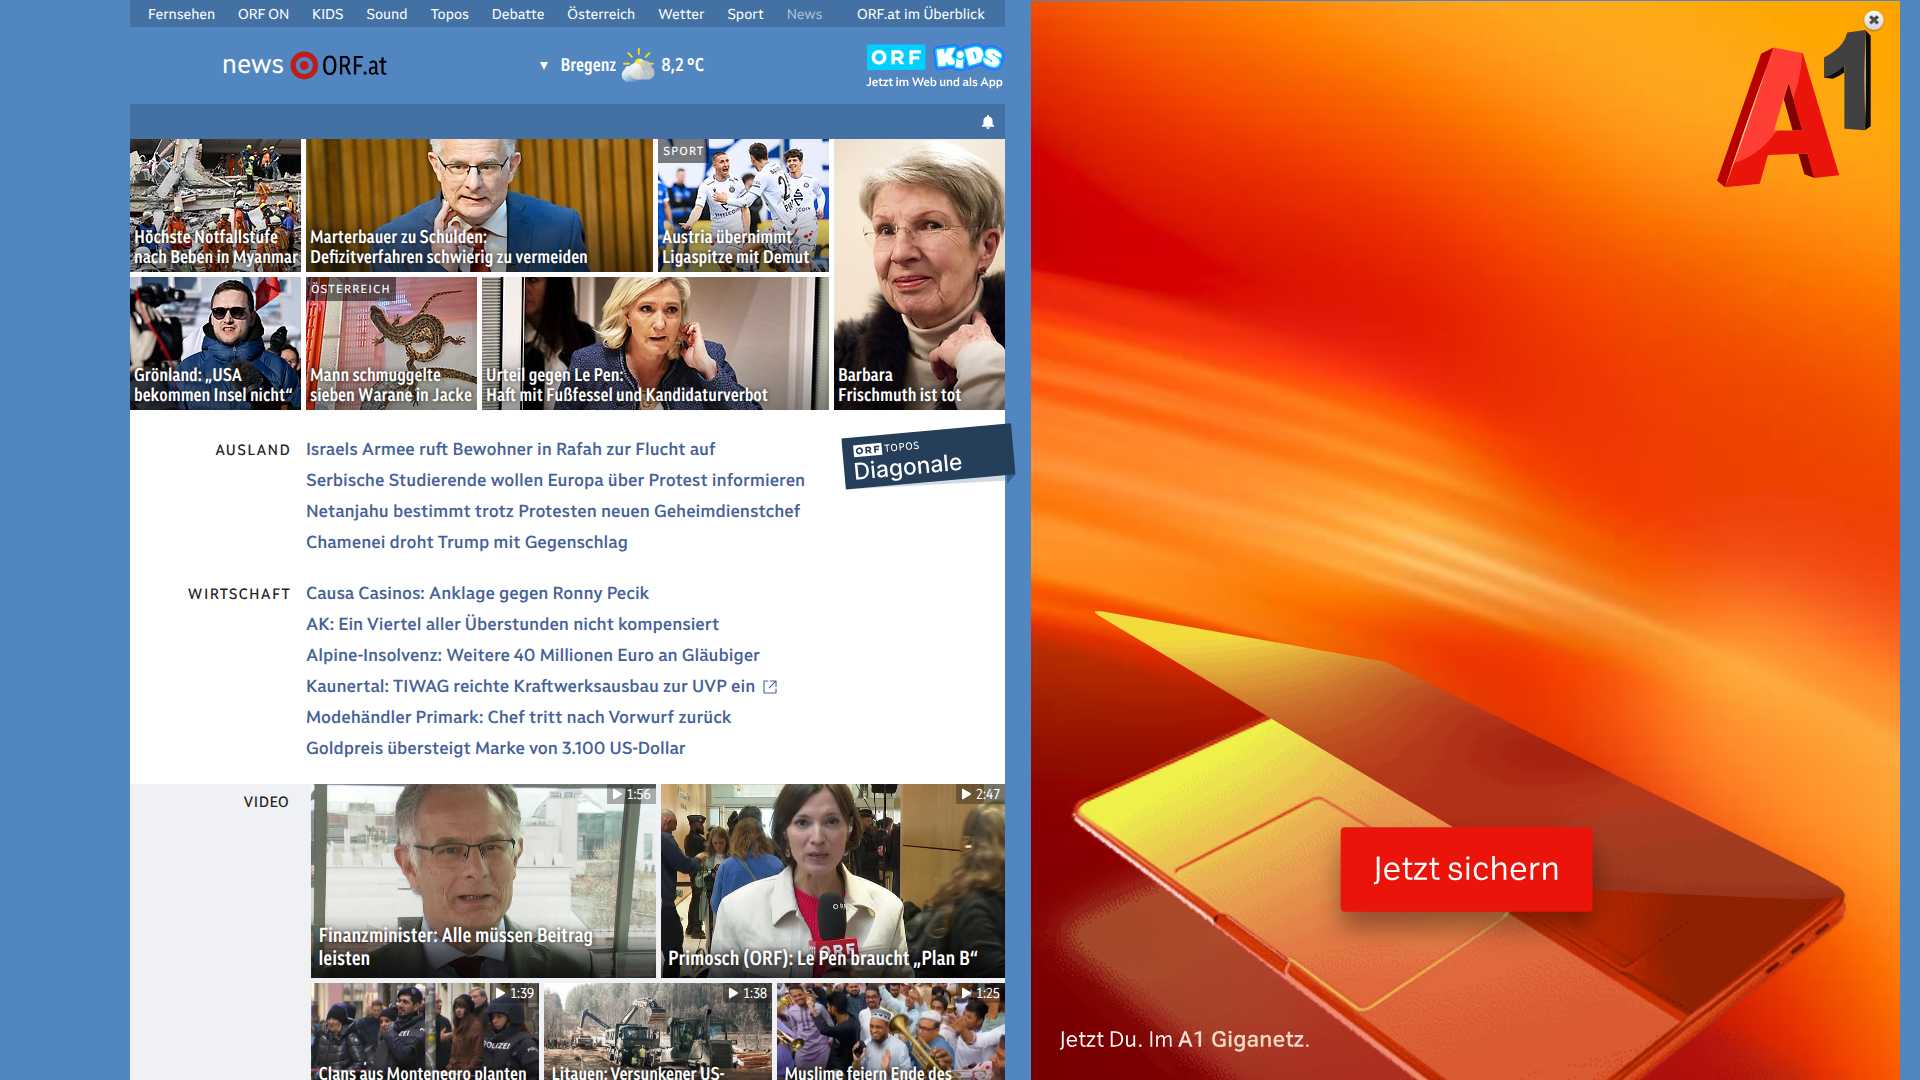 Fernsehen ORF ON KIDS Sound Topos Debatte Österreich Wetter Sport News ORF.at im Überblick
news ORF.at
▼ Bregenz 8,2 °C
ORF KiDS
Jetzt im Web und als App
Höchste Notfallstufe
nach Beben in Myanmar
Marterbauer zu Schulden:
Defizitverfahren schwierig zu vermeiden
SPORT
Austria übernimmt
Ligaspitze mit Demut
Grönland: „USA
bekommen Insel nicht“
ÖSTERREICH
Mann schmuggelte
sieben Warane in Jacke
Urteil gegen Le Pen:
Haft mit Fußfessel und Kandidaturverbot
Barbara
Frischmuth ist tot
AUSLAND
Israels Armee ruft Bewohner in Rafah zur Flucht auf
Serbische Studierende wollen Europa über Protest informieren
Netanjahu bestimmt trotz Protesten neuen Geheimdienstchef
Chamenei droht Trump mit Gegenschlag
ORF TOPOS
Diagonale
WIRTSCHAFT
Causa Casinos: Anklage gegen Ronny Pecik
AK: Ein Viertel aller Überstunden nicht kompensiert
Alpine-Insolvenz: Weitere 40 Millionen Euro an Gläubiger
Kaunertal: TIWAG reichte Kraftwerksausbau zur UVP ein
Modehändler Primark: Chef tritt nach Vorwurf zurück
Goldpreis übersteigt Marke von 3.100 US-Dollar
VIDEO
1:56
Finanzminister: Alle müssen Beitrag
leisten
2:47
ORF
Primosch (ORF): Le Pen braucht „Plan B“
1:39
POLIZEI
Clans aus Montenegro planten
1:38
Litauen: Versunkener US-
1:25
Muslime feiern Ende des
A1
Jetzt sichern
Jetzt Du. Im A1 Giganetz.